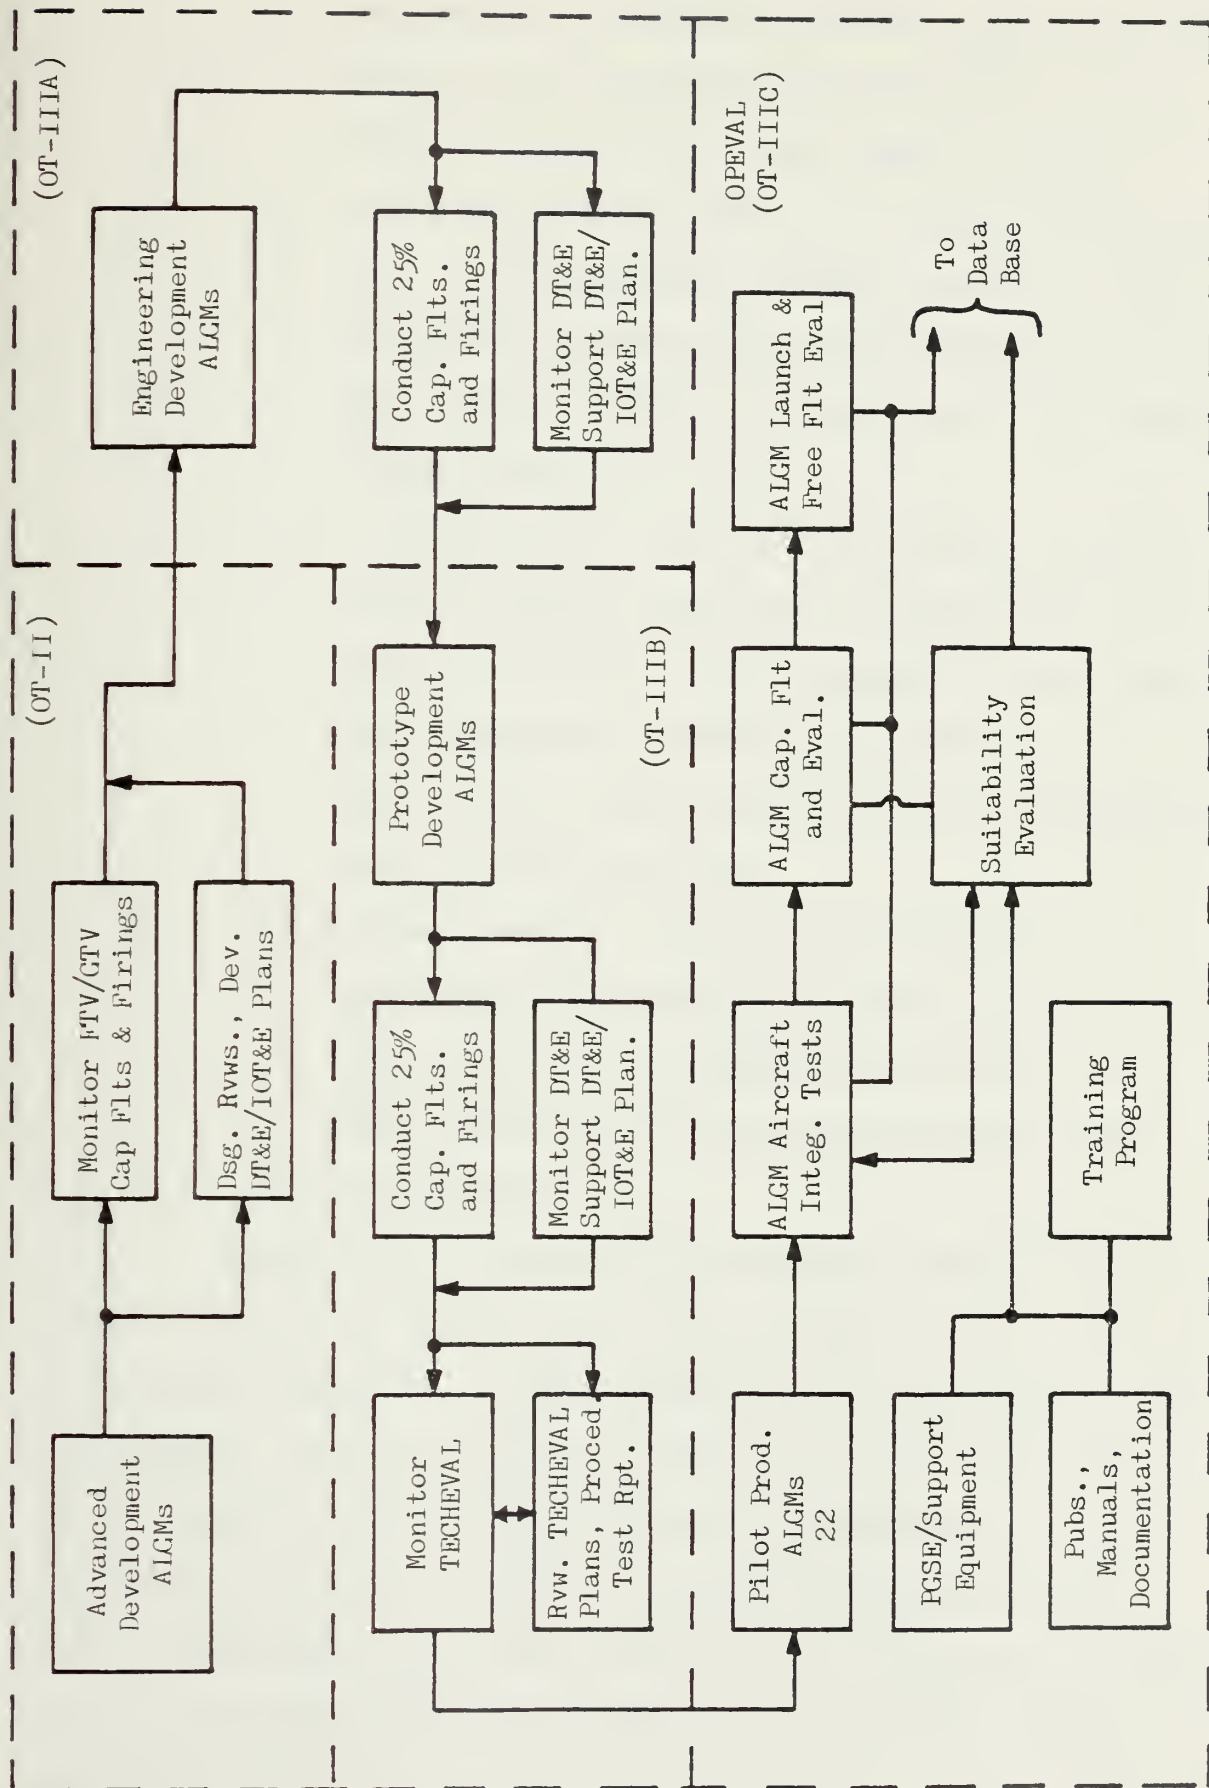 (OT-II)
Advanced
Development
ALGMs
Monitor FTV/GTV
Cap Flts & Firings
Dsg. Rvws., Dev.
DT&E/IOT&E Plans
(OT-IIIA)
Engineering
Development
ALGMs
Conduct 25%
Cap. Flts.
and Firings
Monitor DT&E
Support DT&E/
IOT&E Plan.
(OT-IIIB)
Prototype
Development
ALGMs
Conduct 25%
Cap. Flts.
and Firings
Monitor DT&E
Support DT&E/
IOT&E Plan.
Monitor
TECHEVAL
Rvw. TECHEVAL
Plans, Proced.
Test Rpt.
OPEVAL
(OT-IIIC)
Pilot Prod.
ALGMs
22
ALGM Aircraft
Integ. Tests
ALGM Cap. Flt
and Eval.
ALGM Launch &
Free Flt Eval
PGSE/Support
Equipment
Pubs.,
Manuals,
Documentation
Training
Program
Suitability
Evaluation
To
Data
Base